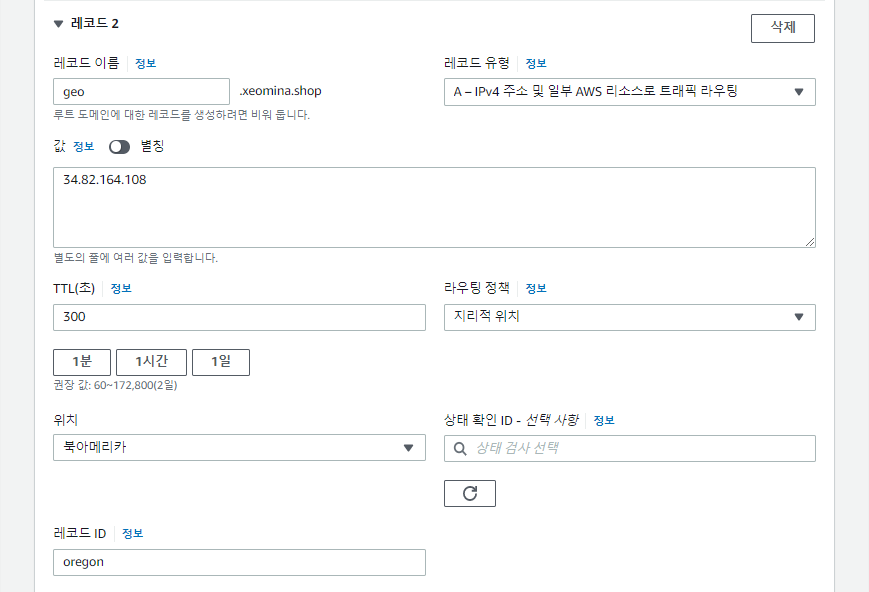 레코드 2
삭제
레코드 이름 정보
geo
.xeomina.shop
루트 도메인에 대한 레코드를 생성하려면 비워 둡니다.
레코드 유형 정보
A – IPv4 주소 및 일부 AWS 리소스로 트래픽 라우팅
값 정보 별칭
34.82.164.108
별도의 줄에 여러 값을 입력합니다.
TTL(초) 정보
300
1분 1시간 1일
권장 값: 60~172,800(2일)
라우팅 정책 정보
지리적 위치
위치
북아메리카
상태 확인 ID - 선택 사항 정보
상태 검사 선택
레코드 ID 정보
oregon